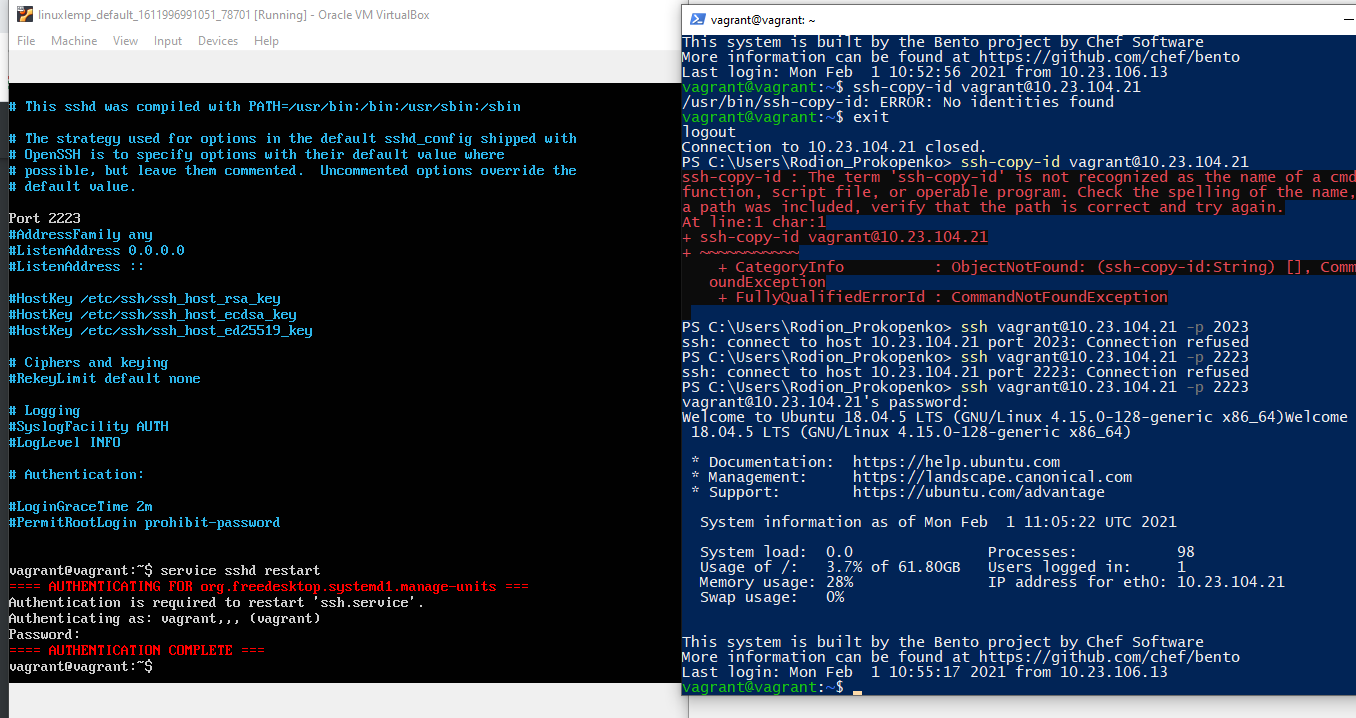 linuxlemp_default_1611996991051_78701 [Running] - Oracle VM VirtualBox
File Machine View Input Devices Help
# This sshd was compiled with PATH=/usr/bin:/bin:/usr/sbin:/sbin
# The strategy used for options in the default sshd_config shipped with
# OpenSSH is to specify options with their default value where
# possible, but leave them commented.  Uncommented options override the
# default value.
Port 2223
#AddressFamily any
#ListenAddress 0.0.0.0
#ListenAddress ::
#HostKey /etc/ssh/ssh_host_rsa_key
#HostKey /etc/ssh/ssh_host_ecdsa_key
#HostKey /etc/ssh/ssh_host_ed25519_key
# Ciphers and keying
#RekeyLimit default none
# Logging
#SyslogFacility AUTH
#LogLevel INFO
# Authentication:
#LoginGraceTime 2m
#PermitRootLogin prohibit-password
vagrant@vagrant:~$ service sshd restart
==== AUTHENTICATING FOR org.freedesktop.systemd1.manage-units ===
Authentication is required to restart 'ssh.service'.
Authenticating as: vagrant,,, (vagrant)
Password:
==== AUTHENTICATION COMPLETE ===
vagrant@vagrant:~$
vagrant@vagrant: ~
This system is built by the Bento project by Chef Software
More information can be found at https://github.com/chef/bento
Last login: Mon Feb  1 10:52:56 2021 from 10.23.106.13
vagrant@vagrant:~$ ssh-copy-id vagrant@10.23.104.21
/usr/bin/ssh-copy-id: ERROR: No identities found
vagrant@vagrant:~$ exit
logout
Connection to 10.23.104.21 closed.
PS C:\Users\Rodion_Prokopenko> ssh-copy-id vagrant@10.23.104.21
ssh-copy-id : The term 'ssh-copy-id' is not recognized as the name of a cmd
function, script file, or operable program. Check the spelling of the name,
a path was included, verify that the path is correct and try again.
At line:1 char:1
+ ssh-copy-id vagrant@10.23.104.21
+ ~~~~~~~~~~~
    + CategoryInfo          : ObjectNotFound: (ssh-copy-id:String) [], Comm
   oundException
    + FullyQualifiedErrorId : CommandNotFoundException
PS C:\Users\Rodion_Prokopenko> ssh vagrant@10.23.104.21 -p 2023
ssh: connect to host 10.23.104.21 port 2023: Connection refused
PS C:\Users\Rodion_Prokopenko> ssh vagrant@10.23.104.21 -p 2223
ssh: connect to host 10.23.104.21 port 2223: Connection refused
PS C:\Users\Rodion_Prokopenko> ssh vagrant@10.23.104.21 -p 2223
vagrant@10.23.104.21's password:
Welcome to Ubuntu 18.04.5 LTS (GNU/Linux 4.15.0-128-generic x86_64)Welcome
 18.04.5 LTS (GNU/Linux 4.15.0-128-generic x86_64)
 * Documentation:  https://help.ubuntu.com
 * Management:     https://landscape.canonical.com
 * Support:        https://ubuntu.com/advantage
  System information as of Mon Feb  1 11:05:22 UTC 2021
  System load:  0.0               Processes:           98
  Usage of /:   3.7% of 61.80GB   Users logged in:     1
  Memory usage: 28%               IP address for eth0: 10.23.104.21
  Swap usage:   0%
This system is built by the Bento project by Chef Software
More information can be found at https://github.com/chef/bento
Last login: Mon Feb  1 10:55:17 2021 from 10.23.106.13
vagrant@vagrant:~$